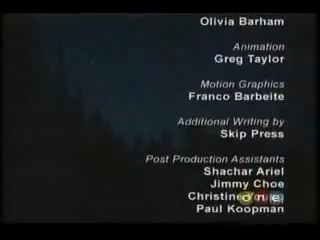 Olivia Barham
Animation
Greg Taylor
Motion Graphics
Franco Barbeite
Additional Writing by
Skip Press
Post Production Assistants
Shachar Ariel
Jimmy Choe
Christine
one
Paul Koopman